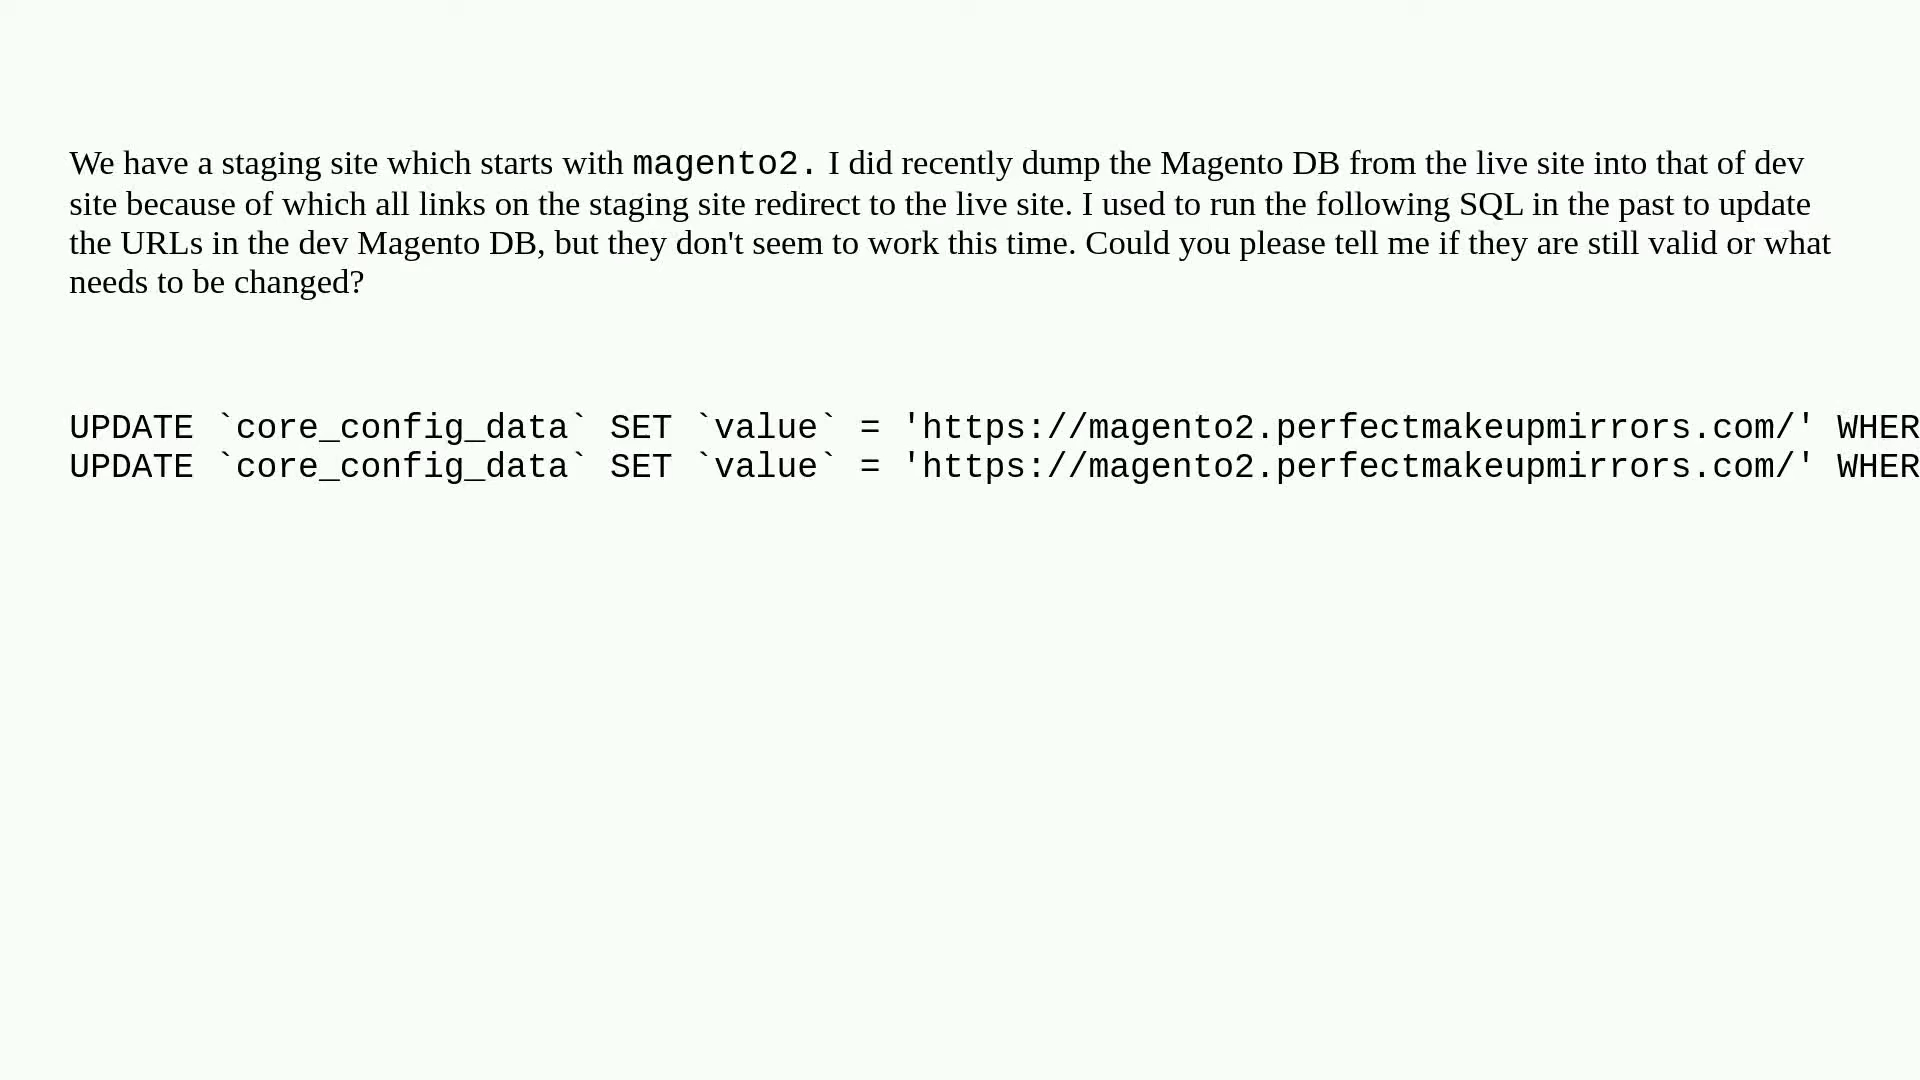 We have a staging site which starts with magento2. I did recently dump the Magento DB from the live site into that of dev
site because of which all links on the staging site redirect to the live site. I used to run the following SQL in the past to update
the URLs in the dev Magento DB, but they don't seem to work this time. Could you please tell me if they are still valid or what
needs to be changed?
UPDATE `core_config_data` SET `value` = 'https://magento2.perfectmakeupmirrors.com/' WHER
UPDATE `core_config_data` SET `value` = 'https://magento2.perfectmakeupmirrors.com/' WHER